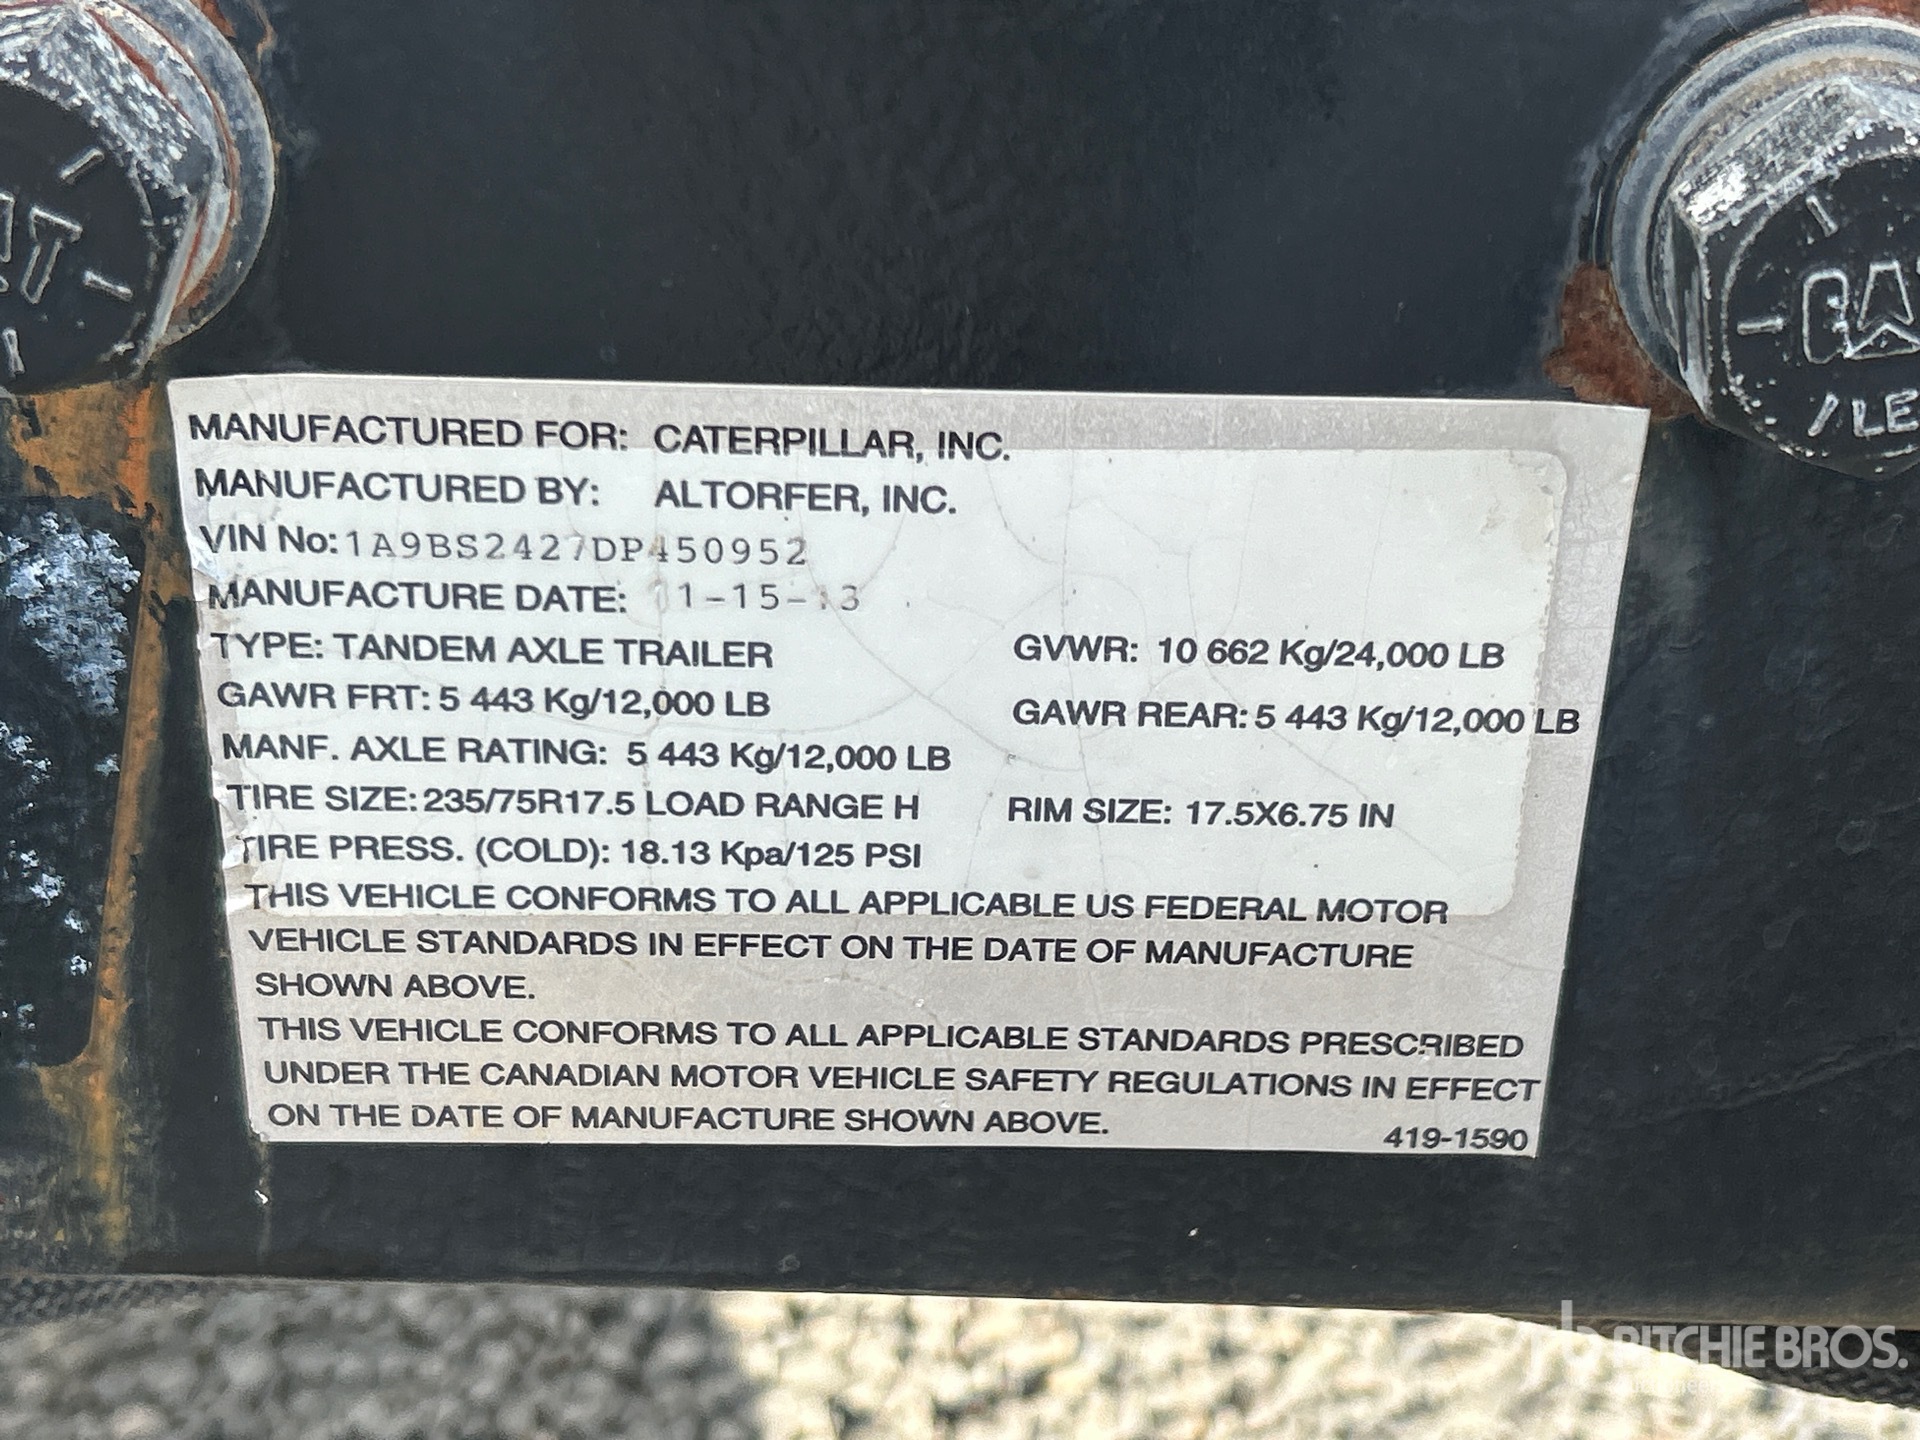 MANUFACTURED FOR: CATERPILLAR, INC.
MANUFACTURED BY: ALTORFER, INC.
VIN No: 1A9BS2427DP450952
MANUFACTURE DATE:
TYPE: TANDEM AXLE TRAILER GVWR: 10 662 Kg/24,000 LB
GAWR FRT: 5 443 Kg/12,000 LB GAWR REAR: 5 443 Kg/12,000 LB
MANF. AXLE RATING: 5 443 Kg/12,000 LB
TIRE SIZE: 235/75R17.5 LOAD RANGE H RIM SIZE: 17.5X6.75 IN
TIRE PRESS. (COLD): 18.13 Kpa/125 PSI
THIS VEHICLE CONFORMS TO ALL APPLICABLE US FEDERAL MOTOR
VEHICLE STANDARDS IN EFFECT ON THE DATE OF MANUFACTURE
SHOWN ABOVE.
THIS VEHICLE CONFORMS TO ALL APPLICABLE STANDARDS PRESCRIBED
UNDER THE CANADIAN MOTOR VEHICLE SAFETY REGULATIONS IN EFFECT
ON THE DATE OF MANUFACTURE SHOWN ABOVE.
419-1590
RITCHIE BROS.